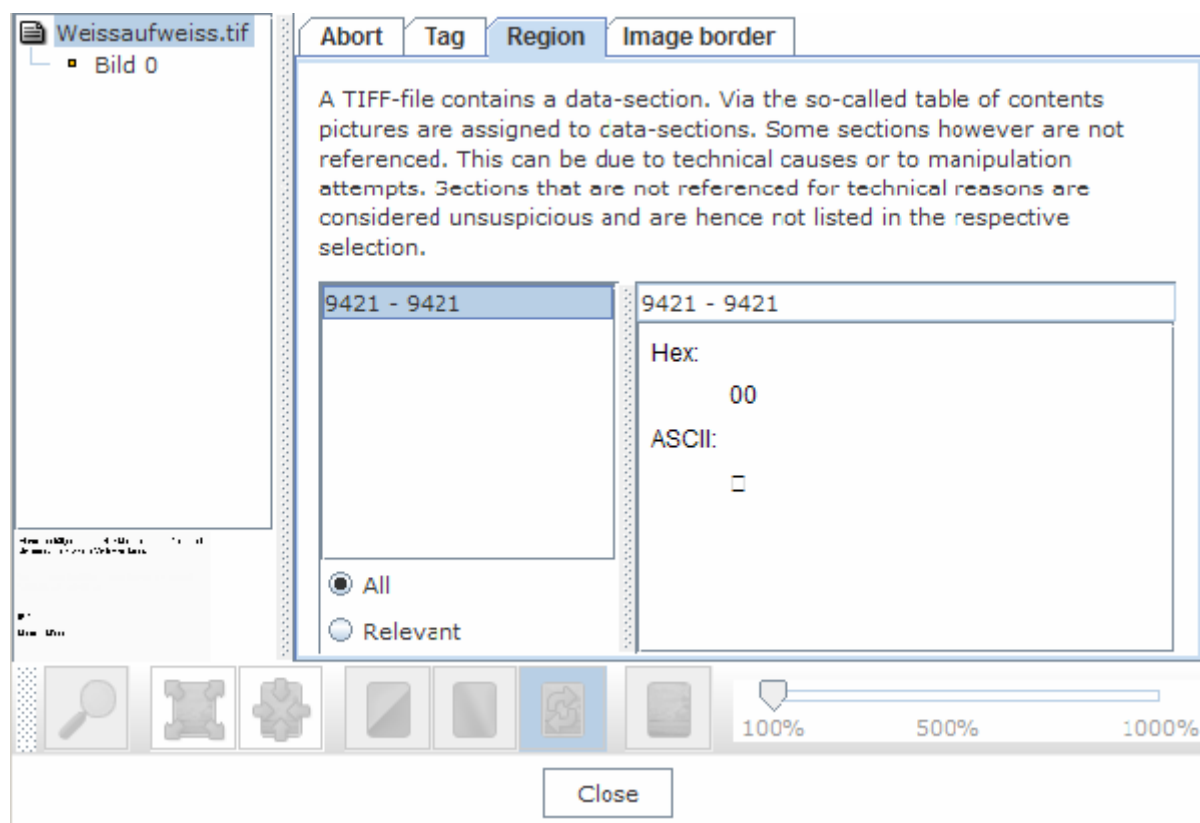 Weissaufweiss.tif
Bild 0
Abort Tag Region Image border
A TIFF-file contains a data-section. Via the so-called table of contents
pictures are assigned to data-sections. Some sections however are not
referenced. This can be due to technical causes or to manipulation
attempts. Sections that are not referenced for technical reasons are
considered unsuspicious and are hence not listed in the respective
selection.
9421 - 9421
9421 - 9421
Hex:
00
ASCII:
□
All
Relevant
100% 500% 1000%
Close